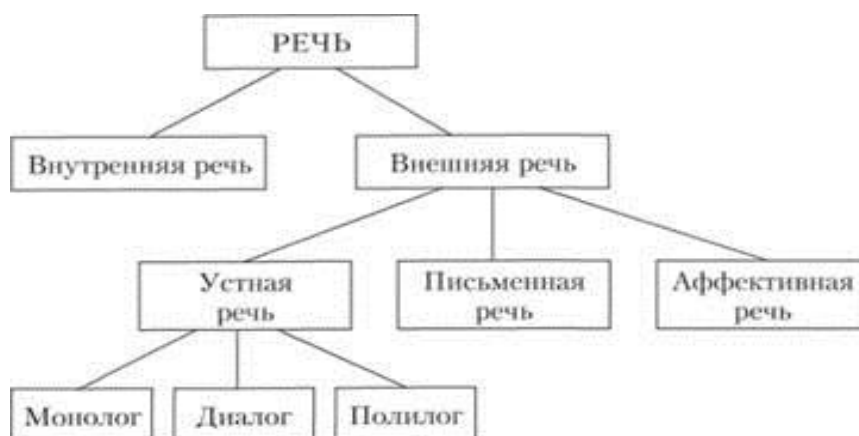 РЕЧЬ
Внутренняя речь
Внешняя речь
Устная
речь
Письменная
речь
Аффективная
речь
Монолог
Диалог
Полилог